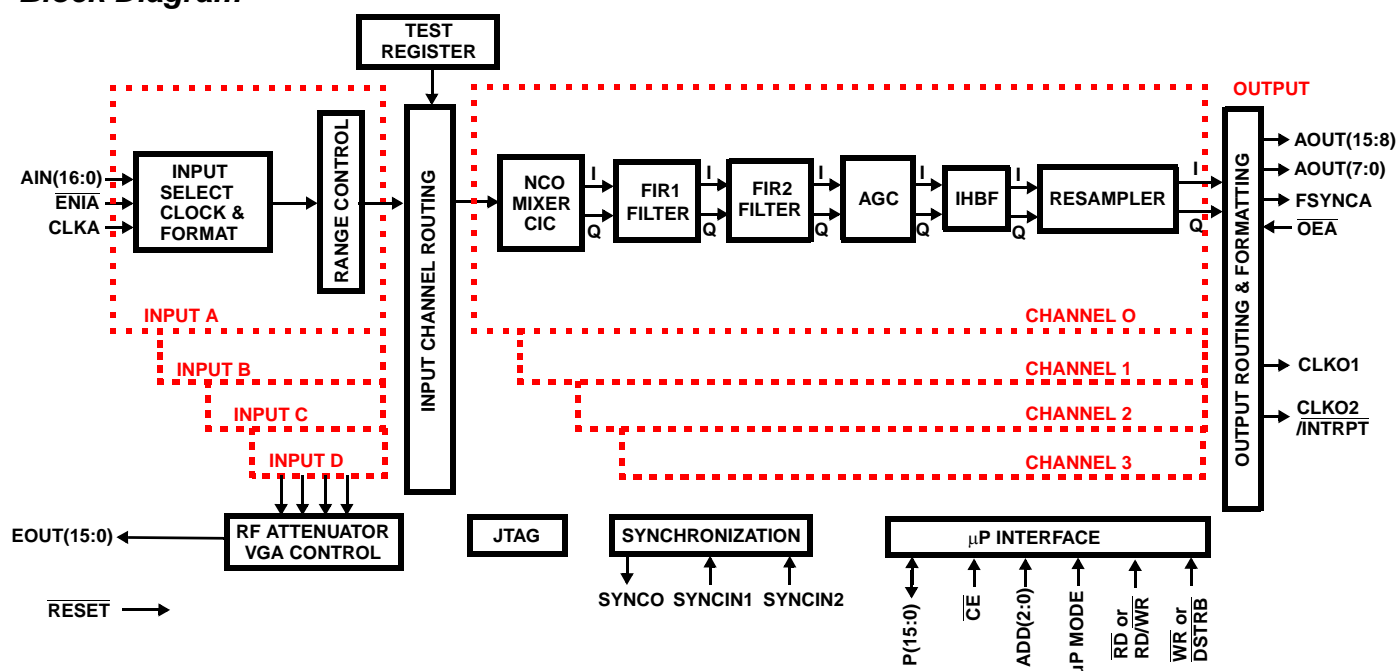 Block Diagram
TEST
REGISTER
OUTPUT
AIN(16:0)
ENIA
CLKA
INPUT
SELECT
CLOCK &
FORMAT
RANGE CONTROL
INPUT CHANNEL ROUTING
NCO
MIXER
CIC
I
Q
FIR1
FILTER
I
Q
FIR2
FILTER
I
Q
AGC
I
Q
IHBF
I
Q
RESAMPLER
I
Q
OUTPUT ROUTING & FORMATTING
AOUT(15:8)
AOUT(7:0)
FSYNCA
OEA
CLKO1
CLKO2
/INTRPT
INPUT A
INPUT B
INPUT C
INPUT D
CHANNEL O
CHANNEL 1
CHANNEL 2
CHANNEL 3
EOUT(15:0)
RF ATTENUATOR
VGA CONTROL
JTAG
SYNCHRONIZATION
µP INTERFACE
RESET
SYNCO
SYNCIN1
SYNCIN2
P(15:0)
CE
ADD(2:0)
µP MODE
RD or
RD/WR
WR or
DSTRB